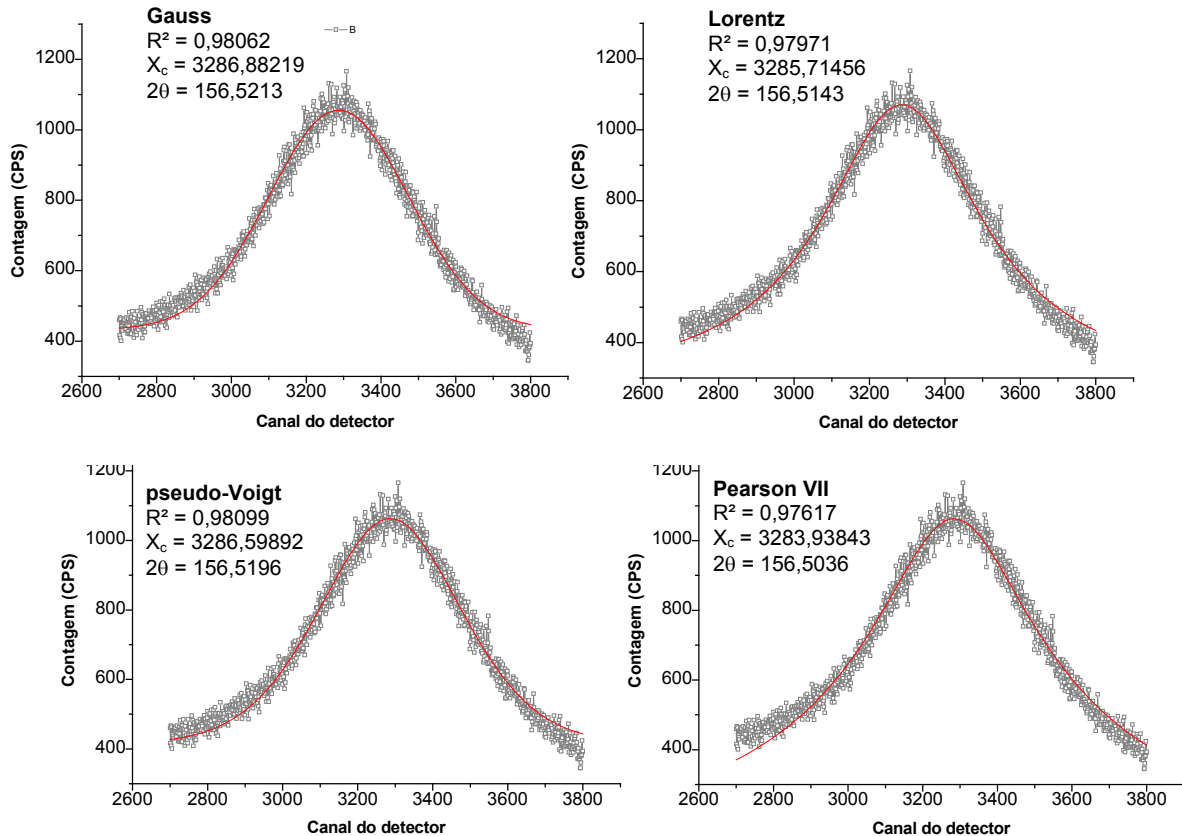 Gauss
R² = 0,98062
Xc = 3286,88219
2θ = 156,5213
B
1200
1000
800
600
400
Contagem (CPS)
2600 2800 3000 3200 3400 3600 3800
Canal do detector
Lorentz
R² = 0,97971
Xc = 3285,71456
2θ = 156,5143
1200
1000
800
600
400
Contagem (CPS)
2600 2800 3000 3200 3400 3600 3800
Canal do detector
pseudo-Voigt
R² = 0,98099
Xc = 3286,59892
2θ = 156,5196
1200
1000
800
600
400
Contagem (CPS)
2600 2800 3000 3200 3400 3600 3800
Canal do detector
Pearson VII
R² = 0,97617
Xc = 3283,93843
2θ = 156,5036
1200
1000
800
600
400
Contagem (CPS)
2600 2800 3000 3200 3400 3600 3800
Canal do detector